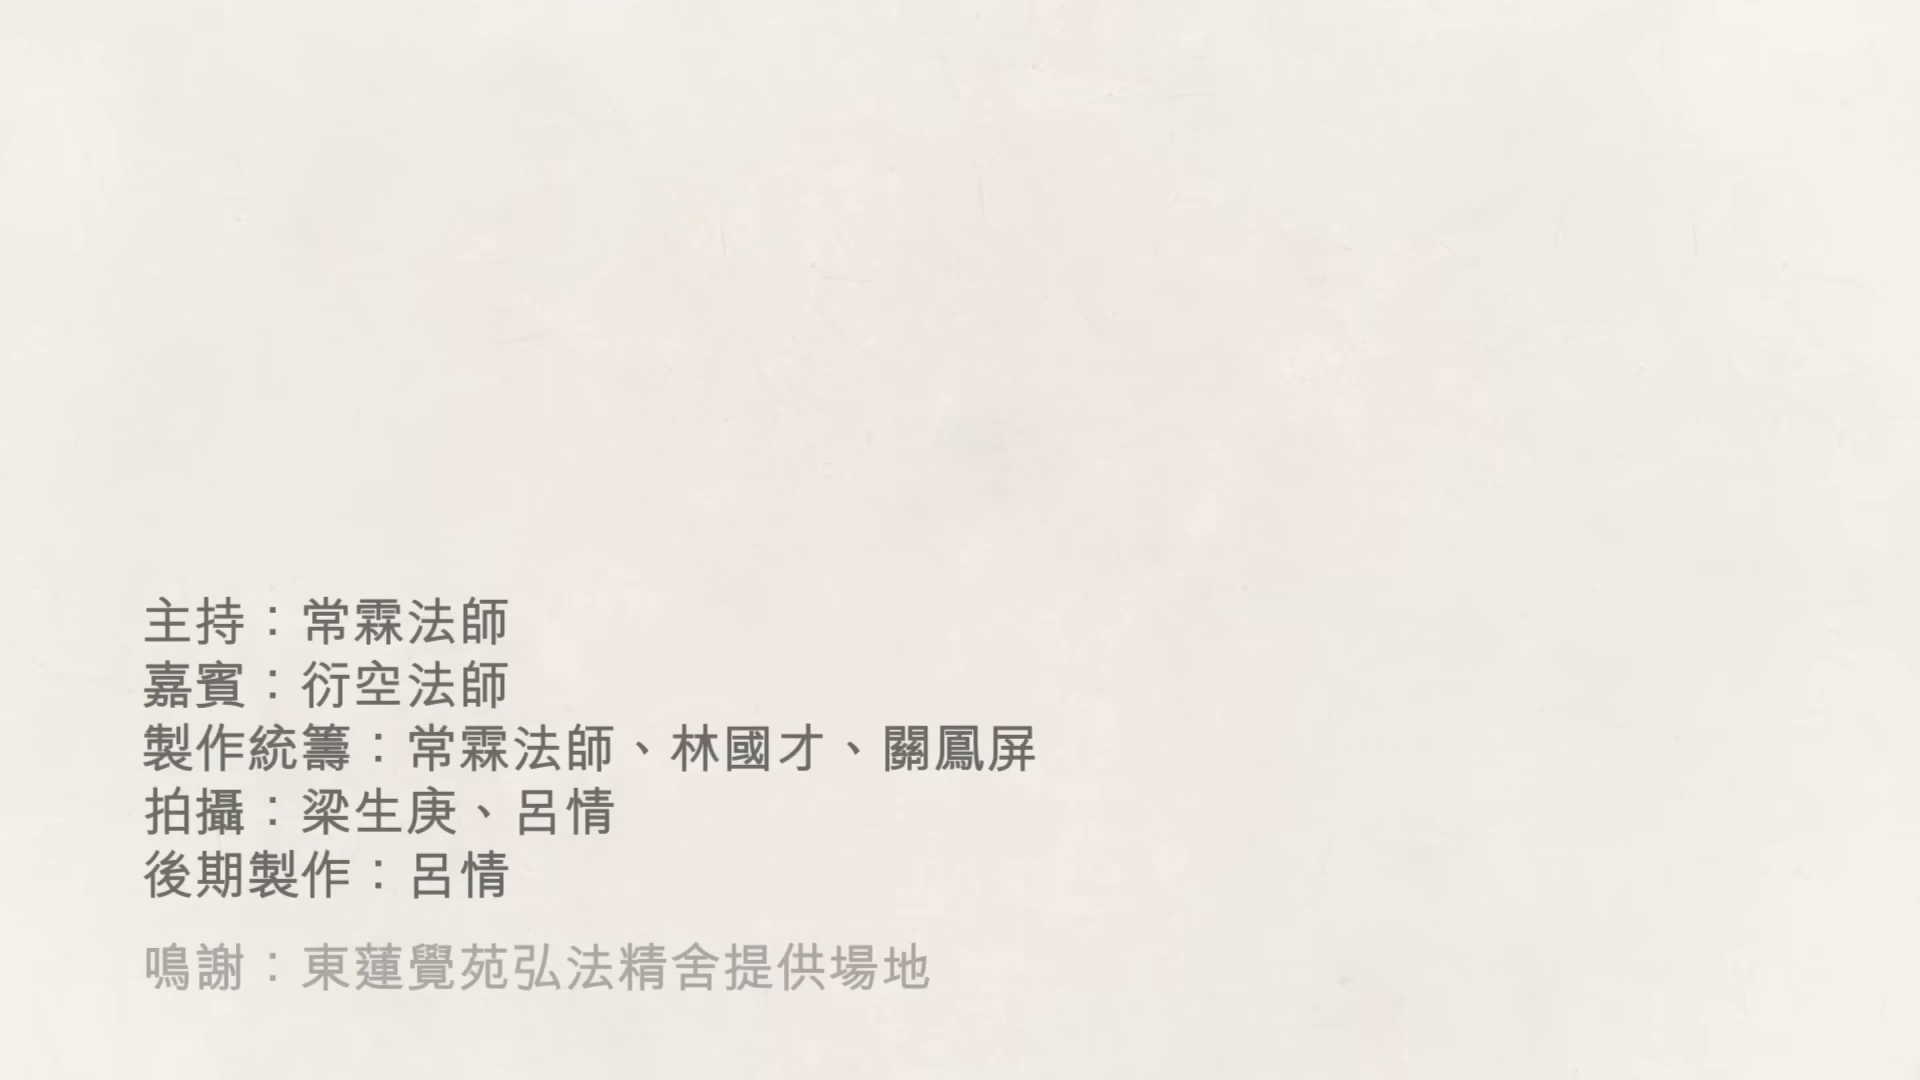 主持：常霖法師
嘉賓：衍空法師
製作統籌：常霖法師、林國才、關鳳屏
拍攝：梁生庚、呂情
後期製作：呂情
鳴謝：東蓮覺苑弘法精舍提供場地